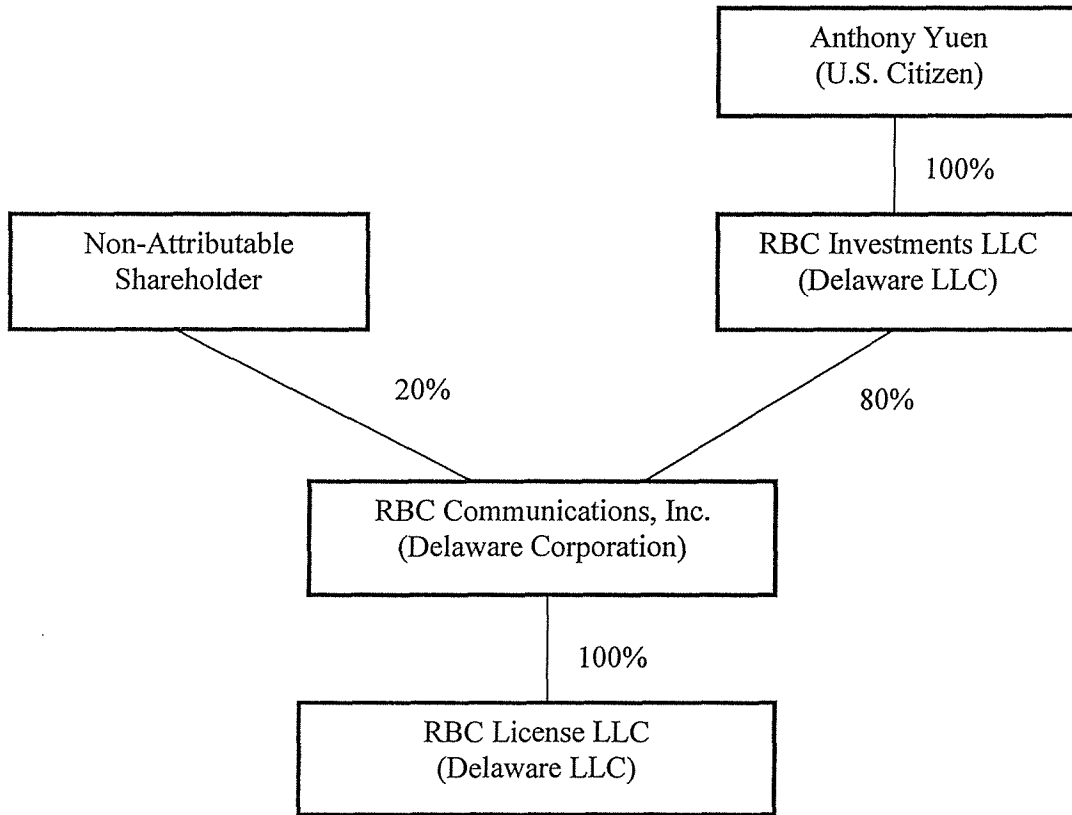 Anthony Yuen
(U.S. Citizen)
100%
Non-Attributable
Shareholder
RBC Investments LLC
(Delaware LLC)
20%
80%
RBC Communications, Inc.
(Delaware Corporation)
100%
RBC License LLC
(Delaware LLC)